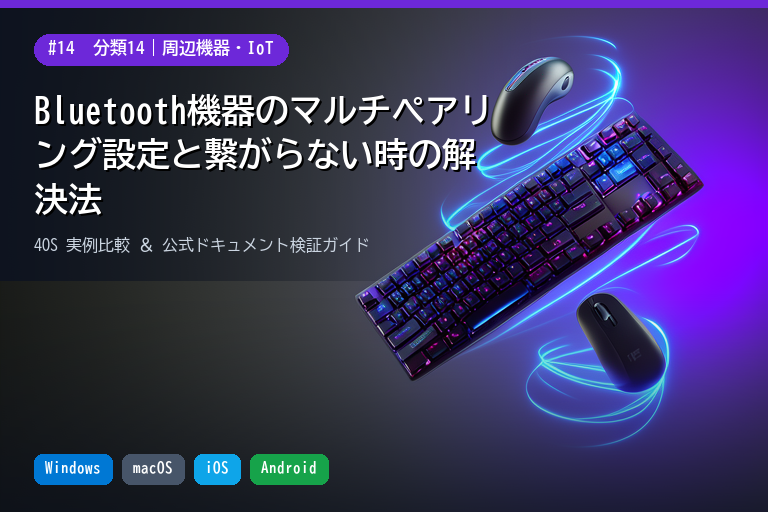 #14 分類14｜周辺機器・IoT
Bluetooth機器のマルチペアリ
ング設定と繋がらない時の解
決法
4OS 実例比較 ＆ 公式ドキュメント検証ガイド
Windows
macOS
iOS
Android